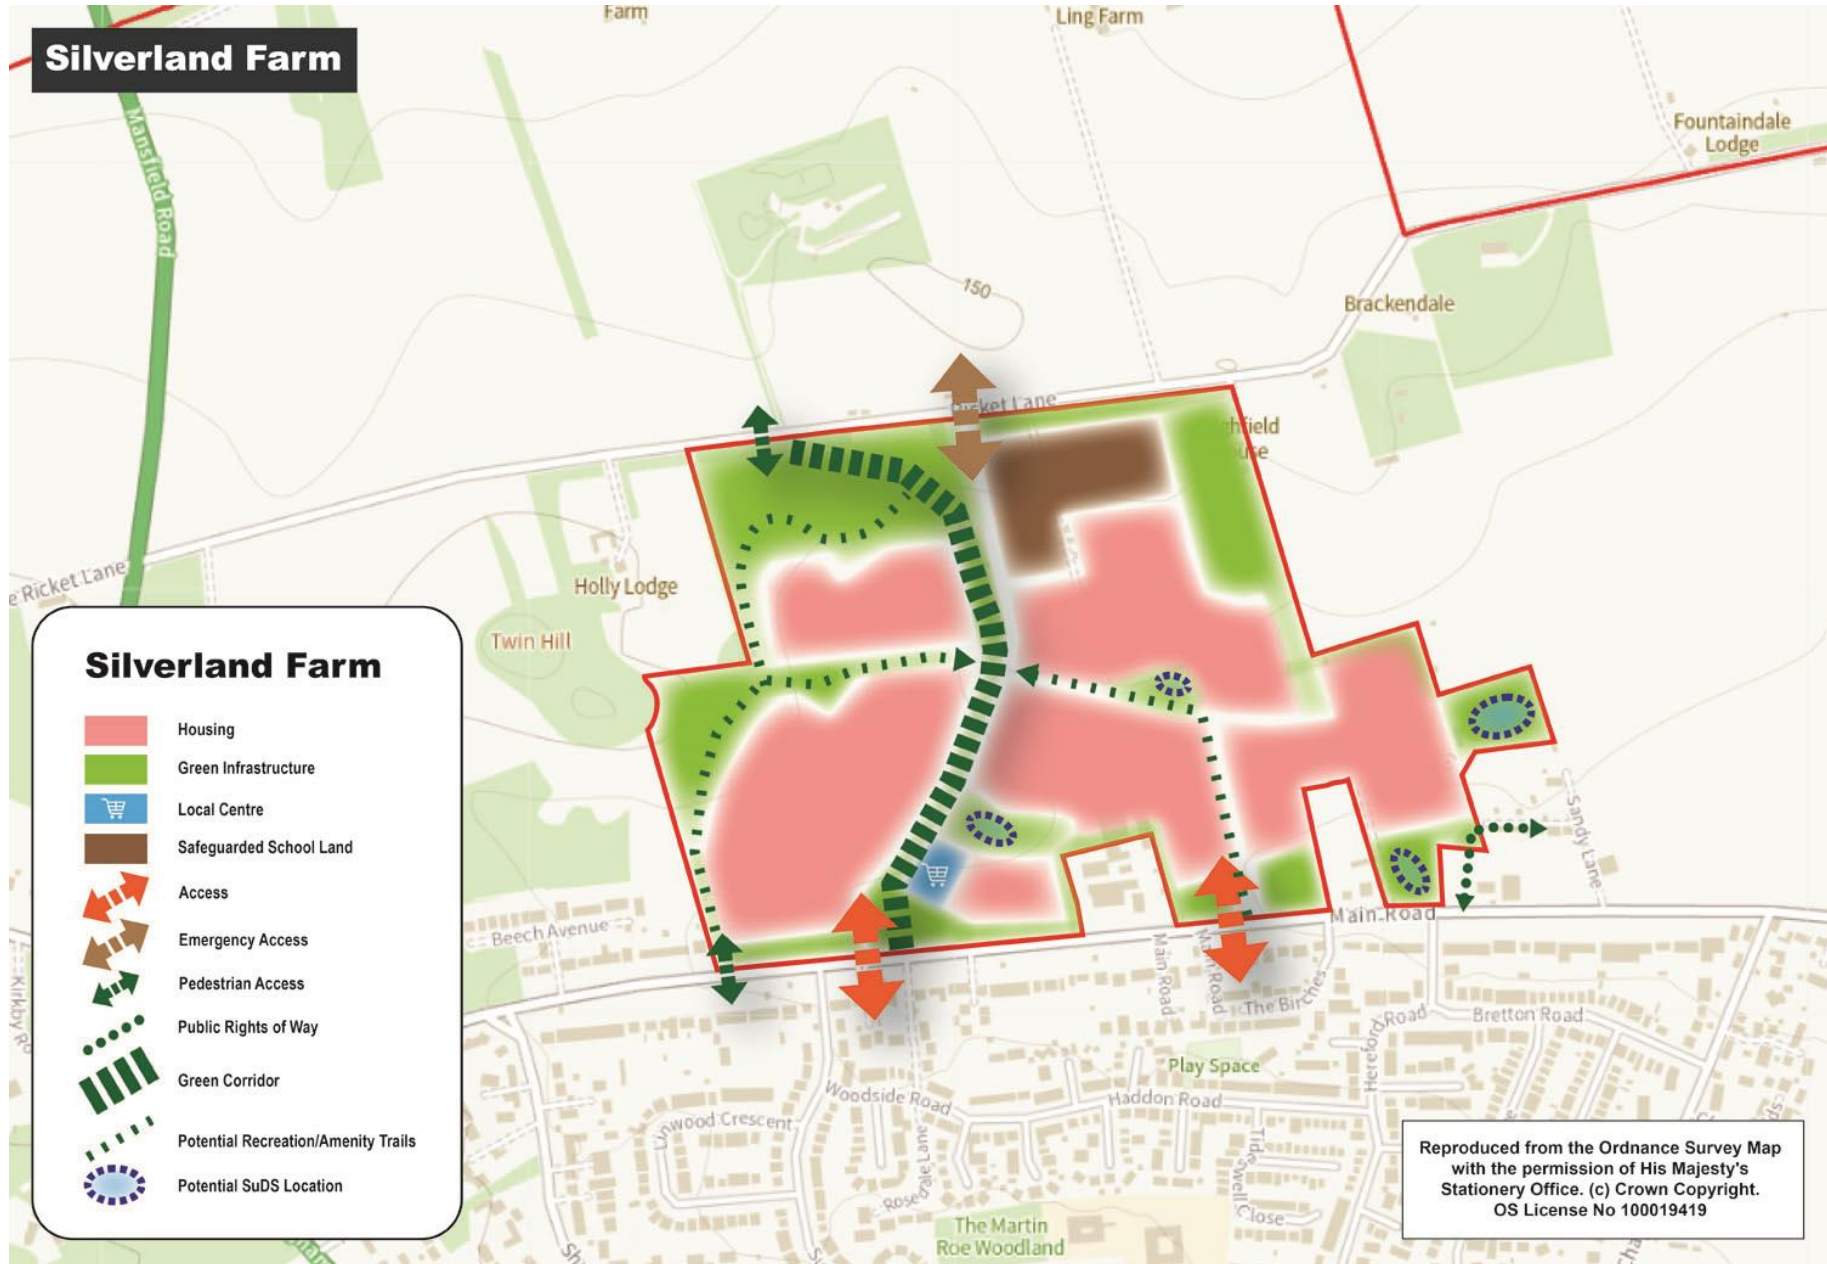 Silverland Farm
Farm
Ling Farm
Fountaindale
Lodge
Mansfield Road
150
Brackendale
Ricket Lane
Ricket Lane
Holly Lodge
Twin Hill
Silverland Farm
Housing
Green Infrastructure
Local Centre
Safeguarded School Land
Access
Emergency Access
Pedestrian Access
Public Rights of Way
Green Corridor
Potential Recreation/Amenity Trails
Potential SuDS Location
Beech Avenue
Main Road
Sandy Lane
Main Road
Main Road
The Birches
Hereford Road
Bretton Road
Play Space
Haddon Road
Woodside Road
Linwood Crescent
Rosedale Lane
Close
The Martin
Roe Woodland
Reproduced from the Ordnance Survey Map
with the permission of His Majesty's
Stationery Office. (c) Crown Copyright.
OS License No 100019419